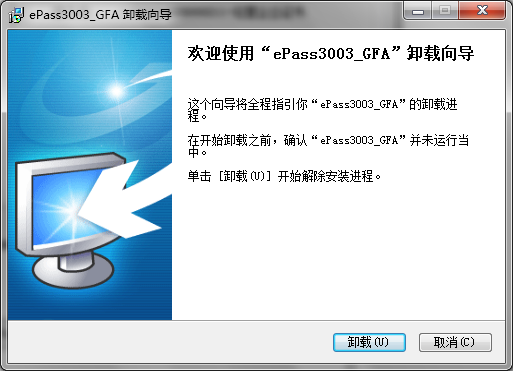 ePass3003_GFA 卸载向导
欢迎使用“ePass3003_GFA”卸载向导
这个向导将全程指引你“ePass3003_GFA”的卸载进
程。
在开始卸载之前，确认“ePass3003_GFA”并未运行当
中。
单击 [卸载(U)] 开始解除安装进程。
卸载(U)
取消(C)